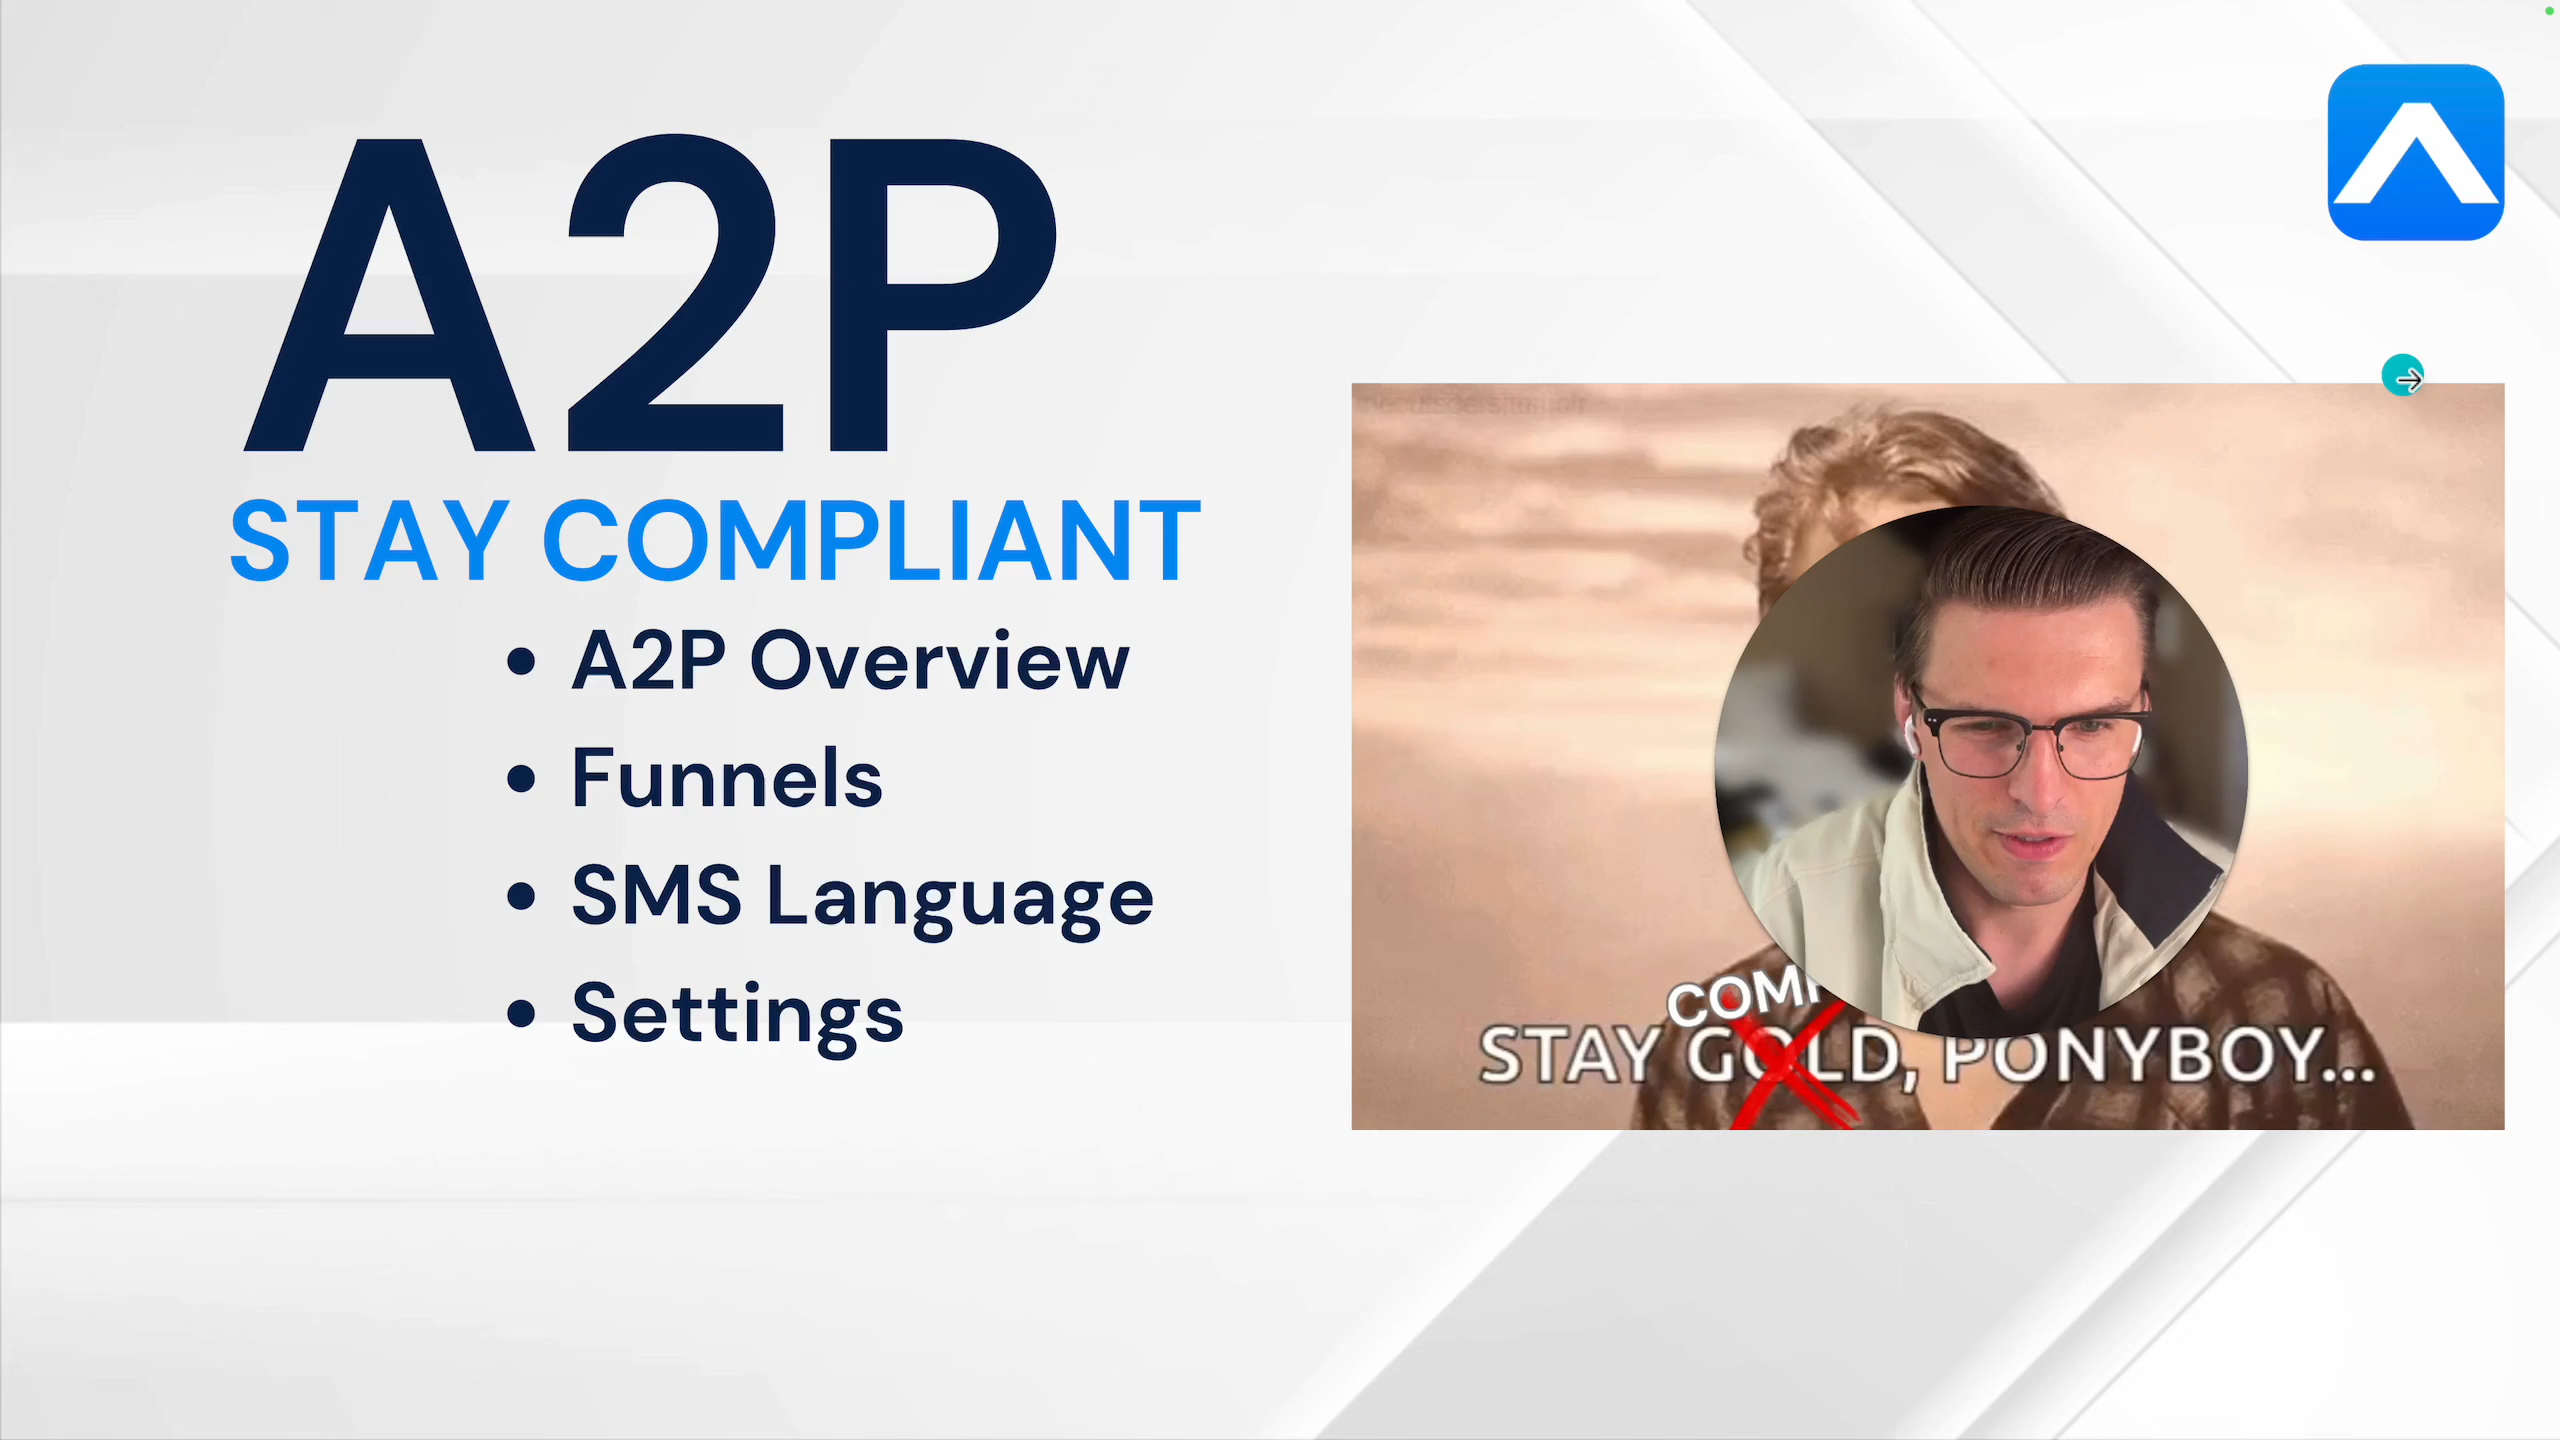 A2P
STAY COMPLIANT
• A2P Overview
• Funnels
• SMS Language
• Settings
STAY GOLD, PONYBOY...